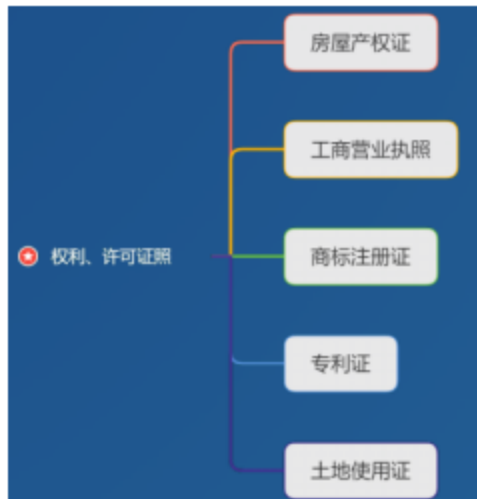 房屋产权证
工商营业执照
权利、许可证照
商标注册证
专利证
土地使用证